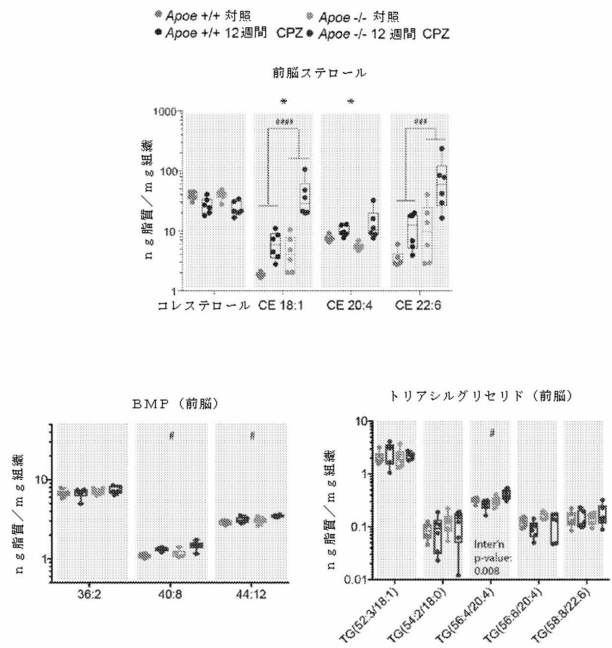 Apoe +/+ 対照 Apoe -/- 対照
Apoe +/+ 12週間 CPZ Apoe -/- 12週間 CPZ
前脳ステロール
* *
####
###
ng脂質/mg組織
1000
100
10
1
コレステロール CE 18:1 CE 20:4 CE 22:6
BMP(前脳)
# #
ng脂質/mg組織
10
1
36:2 40:8 44:12
トリアシルグリセリド(前脳)
#
ng脂質/mg組織
10
1
0.1
0.01
Inter'n
p-value:
0.008
TG(52:3/18:1) TG(54:2/18:0) TG(56:4/20:4) TG(56:8/20:4) TG(58:8/22:6)